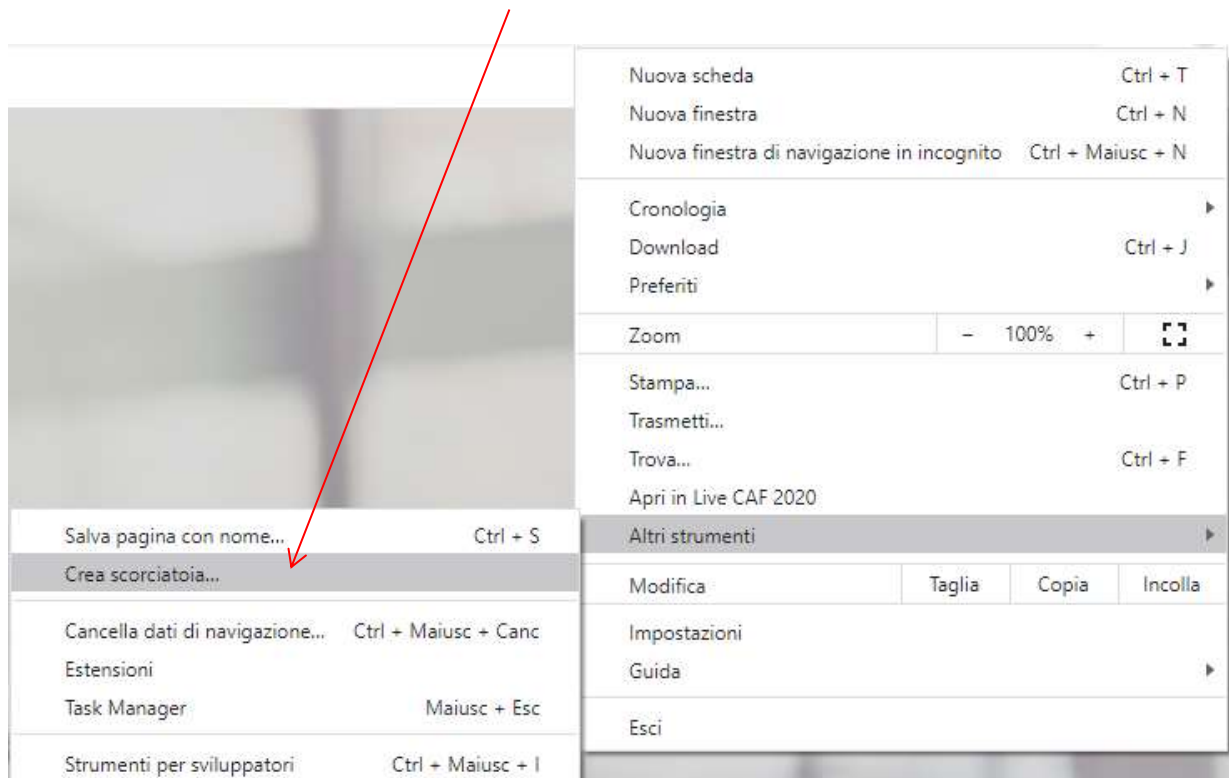 Nuova scheda Ctrl + T
Nuova finestra Ctrl + N
Nuova finestra di navigazione in incognito Ctrl + Maiusc + N
Cronologia
Download Ctrl + J
Preferiti
Zoom - 100% +
Stampa... Ctrl + P
Trasmetti...
Trova... Ctrl + F
Apri in Live CAF 2020
Altri strumenti
Modifica Taglia Copia Incolla
Impostazioni
Guida
Esci
Salva pagina con nome... Ctrl + S
Crea scorciatoia...
Cancella dati di navigazione... Ctrl + Maiusc + Canc
Estensioni
Task Manager Maiusc + Esc
Strumenti per sviluppatori Ctrl + Maiusc + I